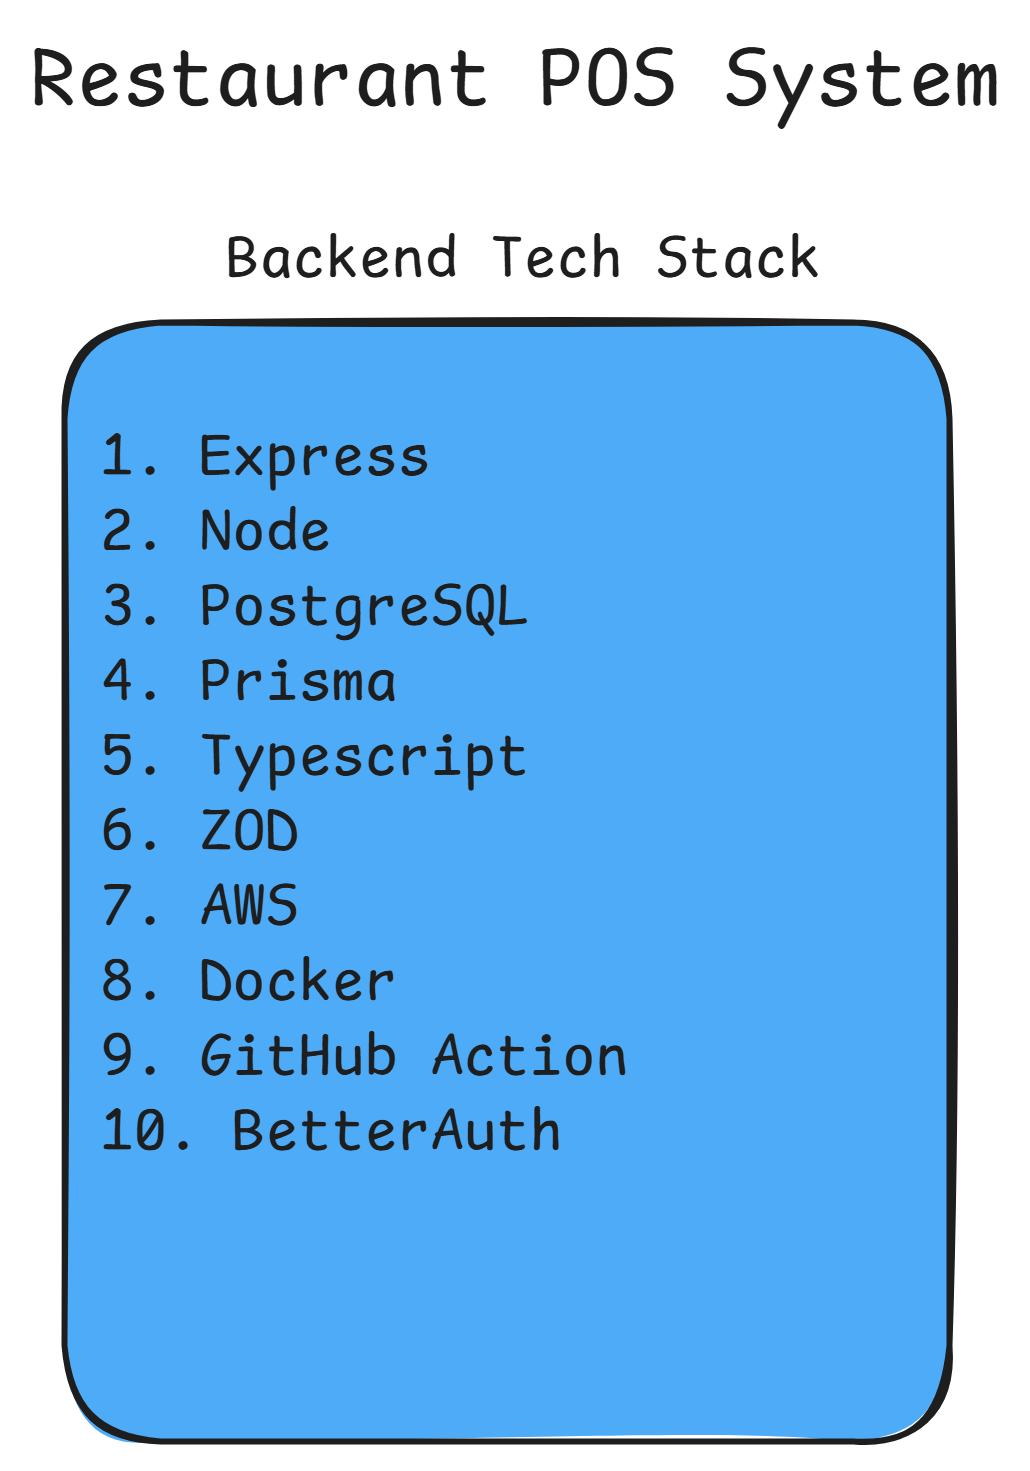 Restaurant POS System
Backend Tech Stack
1. Express
2. Node
3. PostgreSQL
4. Prisma
5. Typescript
6. ZOD
7. AWS
8. Docker
9. GitHub Action
10. BetterAuth